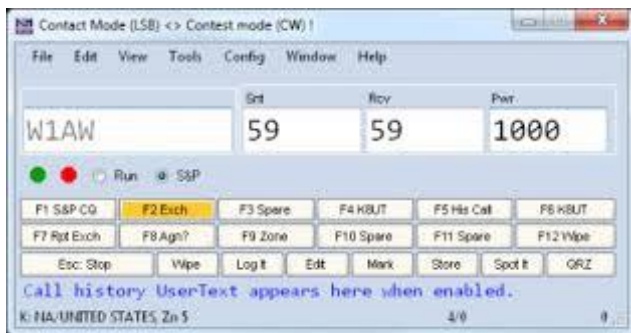 Contact Mode (LSB) <> Contest mode (CW) !
File Edit View Tools Config Window Help
Snt Rcv Pwr
W1AW 59 59 1000
Run S&P
F1 S&P CQ F2 Exch F3 Spare F4 K8UT F5 His Call F6 K8UT
F7 Rpt Exch F8 Agn? F9 Zone F10 Spare F11 Spare F12 Wipe
Esc: Stop Wipe Log It Edit Mark Store Spot It QRZ
Call history UserText appears here when enabled.
K: NA/UNITED STATES, Zn 5 4/0 0